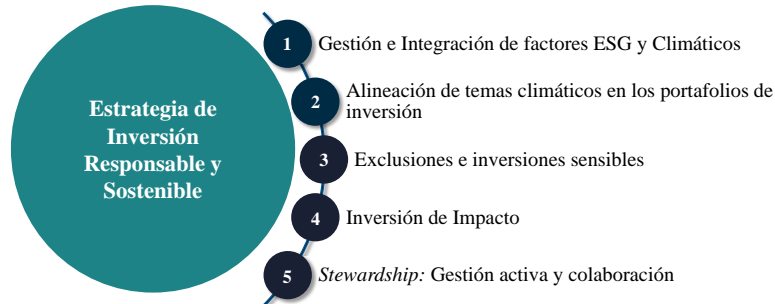 Estrategia de
Inversión
Responsable y
Sostenible
1 Gestión e Integración de factores ESG y Climáticos
2 Alineación de temas climáticos en los portafolios de
inversión
3 Exclusiones e inversiones sensibles
4 Inversión de Impacto
5 Stewardship: Gestión activa y colaboración